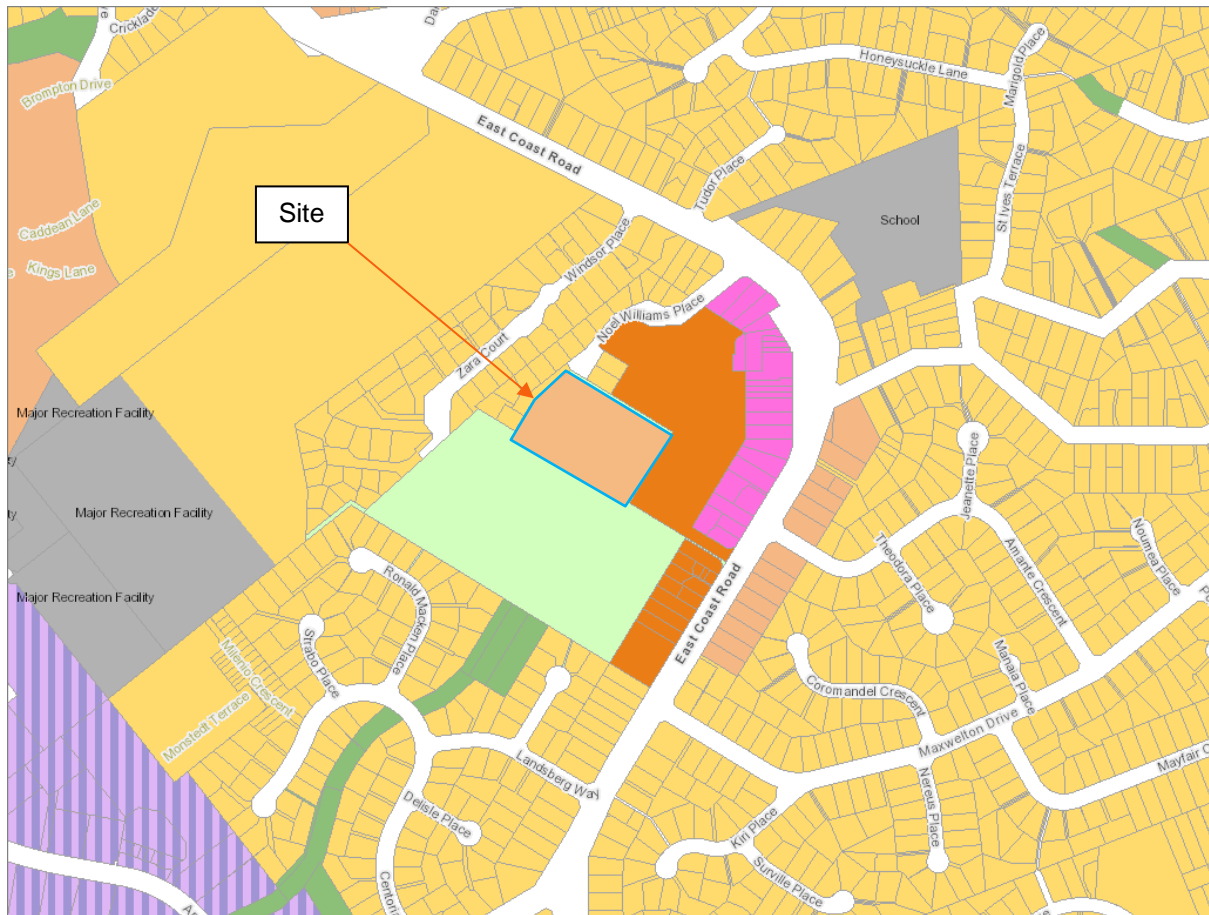 Cricklade
Brompton Drive
Honeysuckle Lane
Marigold Place
East Coast Road
Tudor Place
St Ives Terrace
Site
School
Caddean Lane
Kings Lane
Windsor Place
Noel Williams Place
Zara Court
Major Recreation Facility
Major Recreation Facility
Major Recreation Facility
Jeanette Place
Noumea Place
Theodora Place
Amante Crescent
Ronald Macken Place
East Coast Road
Strabo Place
Milenio Crescent
Monstedt Terrace
Manaia Place
Coromandel Crescent
Maxwelton Drive
Landsberg Way
Mayfair C
Delisle Place
Nereus Place
Kiri Place
Surville Place
Centori